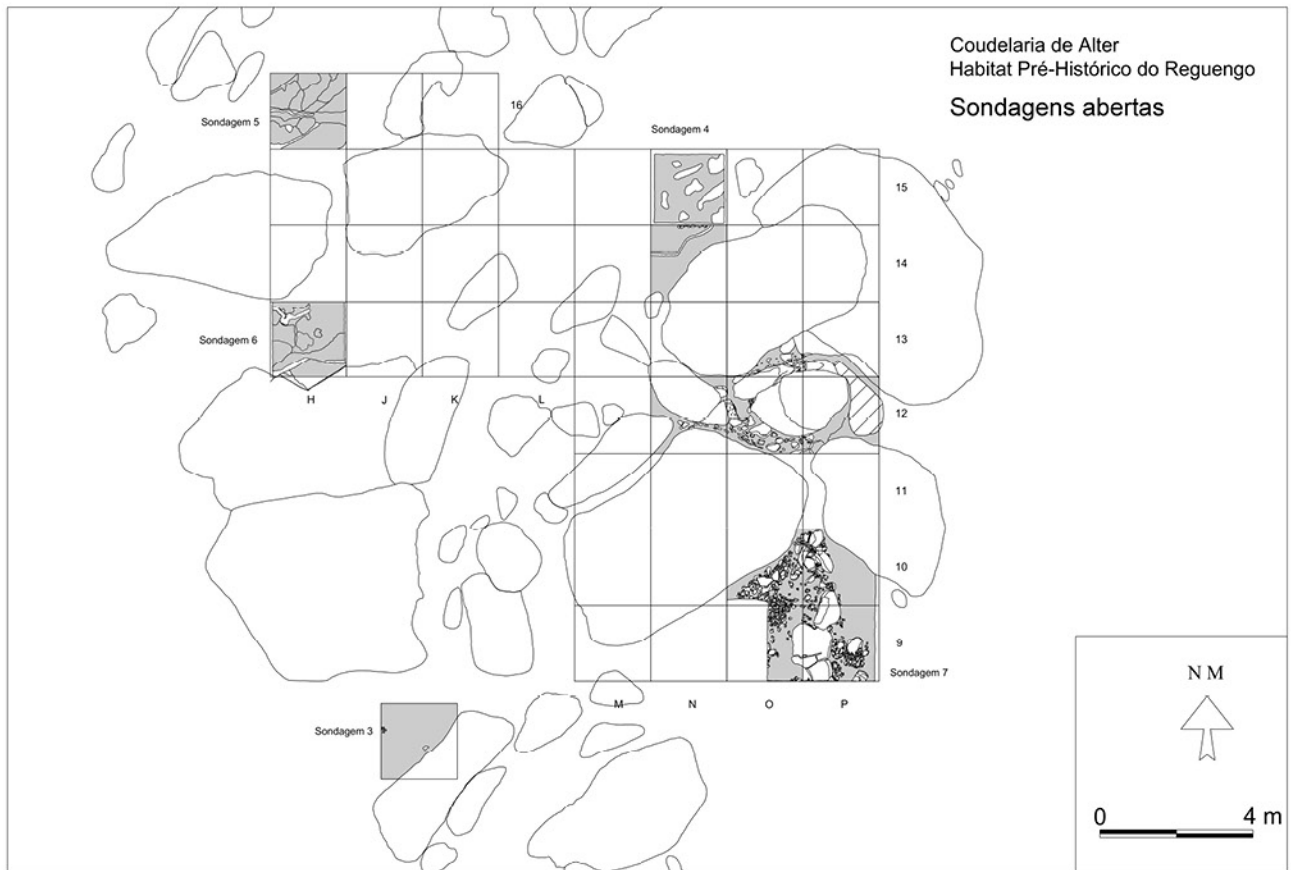 Coudelaria de Alter
Habitat Pré-Histórico do Reguengo
Sondagens abertas
16
Sondagem 5
Sondagem 4
15
14
13
Sondagem 6
H J K L
12
11
10
9
Sondagem 7
M N O P
Sondagem 3
N M
0 4 m